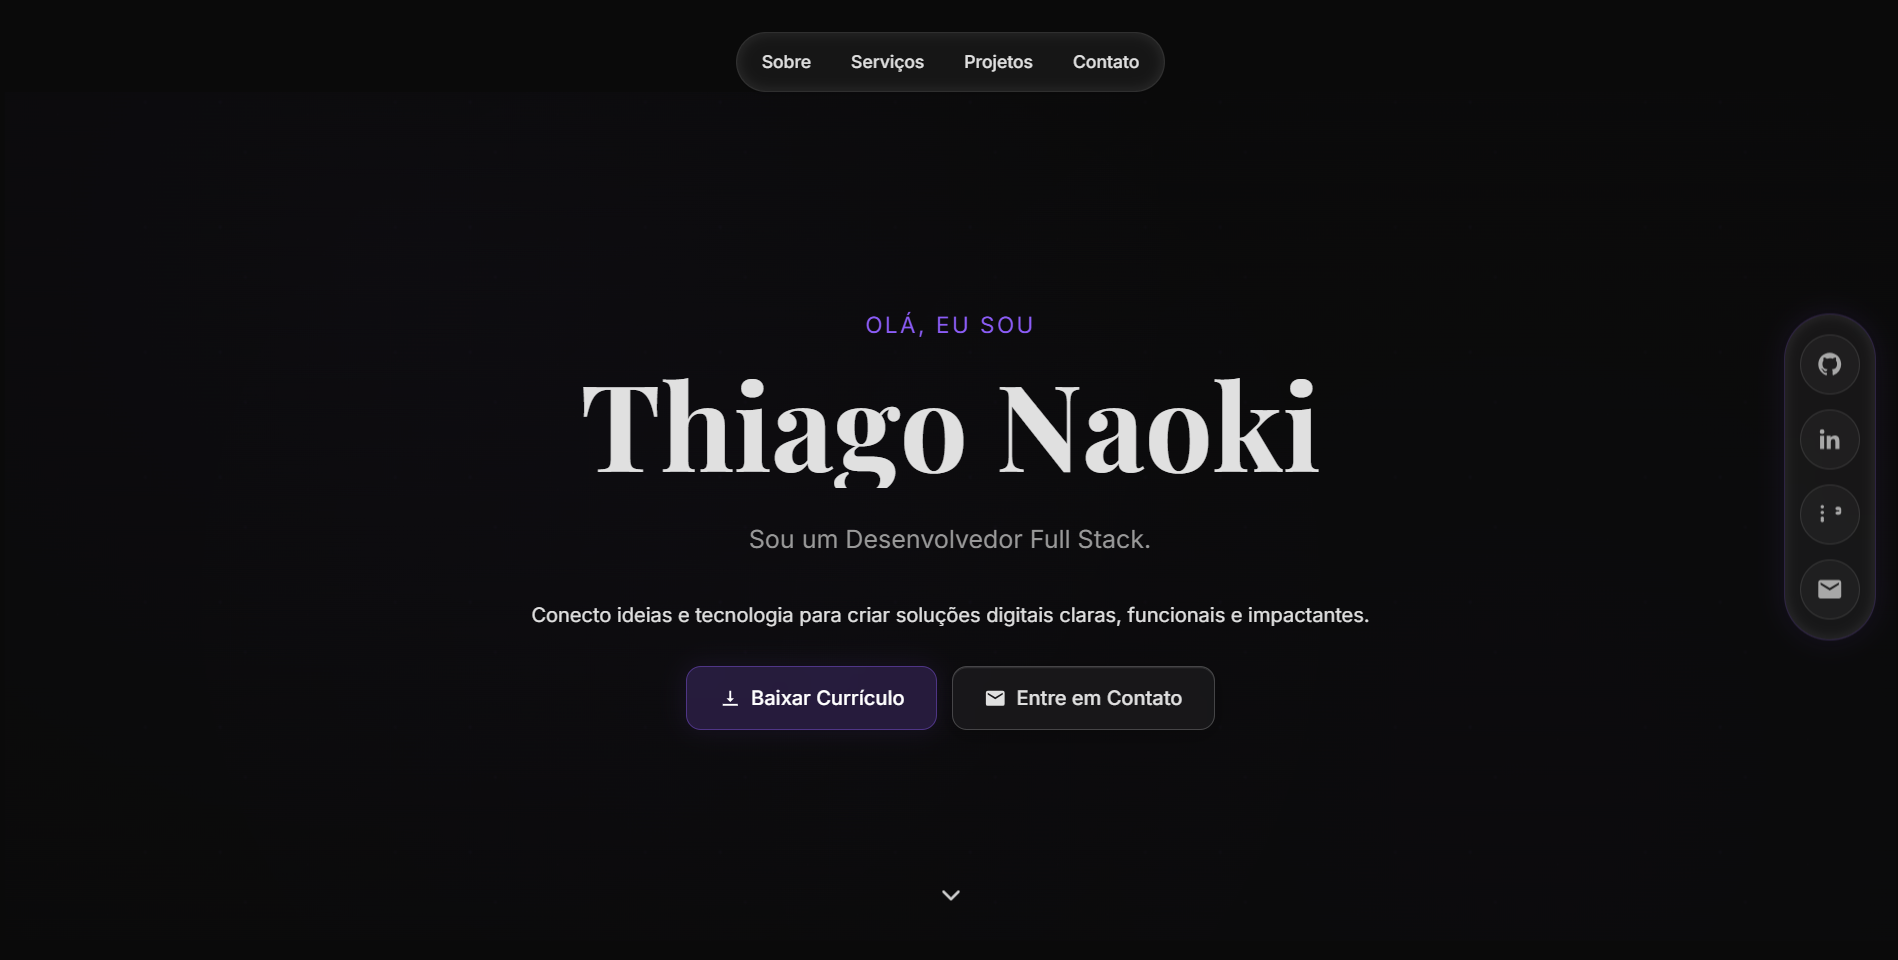 Sobre Serviços Projetos Contato
OLÁ, EU SOU
Thiago Naoki
Sou um Desenvolvedor Full Stack.
Conecto ideias e tecnologia para criar soluções digitais claras, funcionais e impactantes.
Baixar Currículo Entre em Contato
in